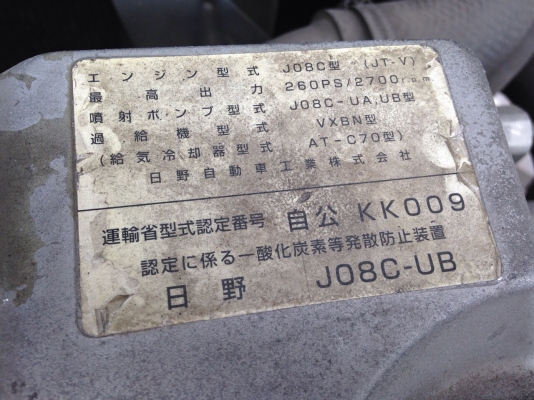 エンジン型式 J08C型 (JT-V)
最高出力 260PS/2700r.p.m
噴射ポンプ型式 J08C-UA,UB型
過給機型式 VXBN型
(給気冷却器型式 AT-C70型)
日野自動車工業株式会社
運輸省型式認定番号 自公 KK009
認定に係る一酸化炭素等発散防止装置
日野 J08C-UB